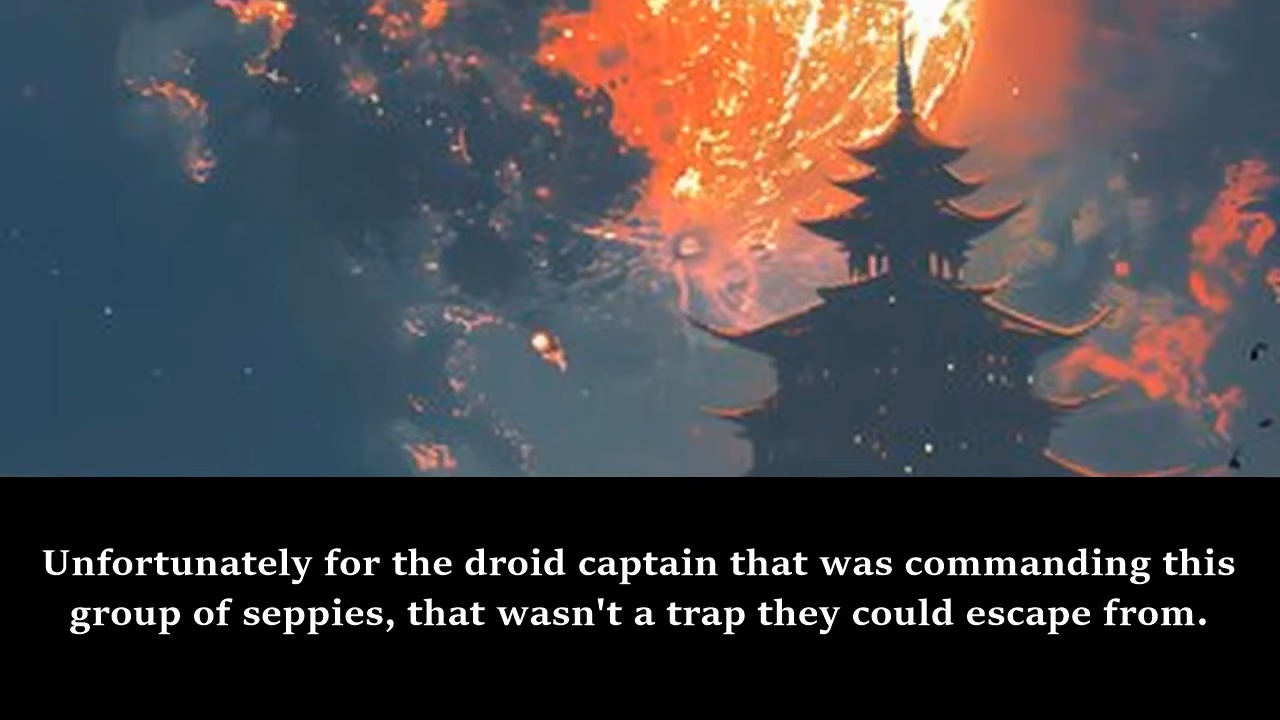 Unfortunately for the droid captain that was commanding this
group of seppies, that wasn't a trap they could escape from.